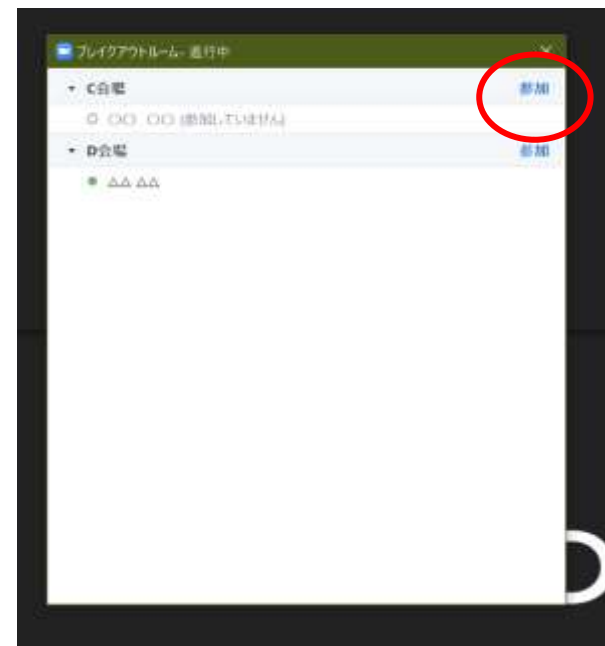 ブレイクアウトルーム - 進行中
C会場 参加
〇〇 〇〇 (参加していません)
D会場 参加
△△ △△